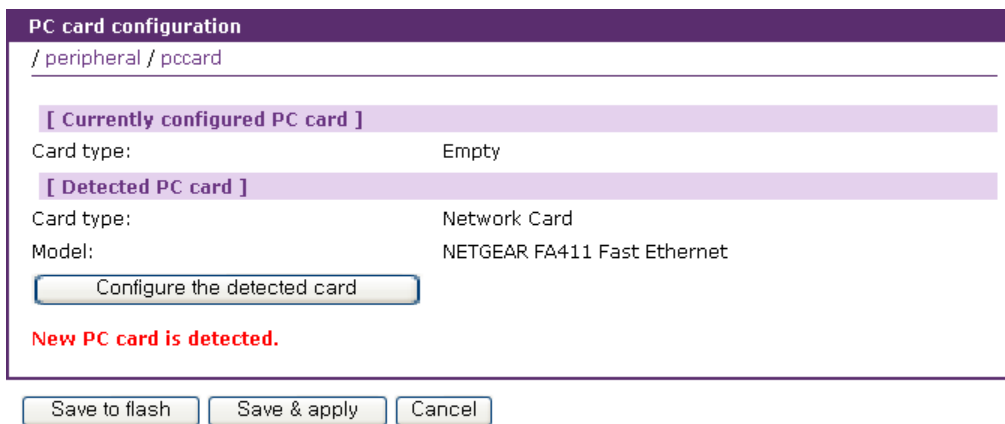 PC card configuration
/ peripheral / pccard
[ Currently configured PC card ]
Card type: Empty
[ Detected PC card ]
Card type: Network Card
Model: NETGEAR FA411 Fast Ethernet
Configure the detected card
New PC card is detected.
Save to flash Save & apply Cancel